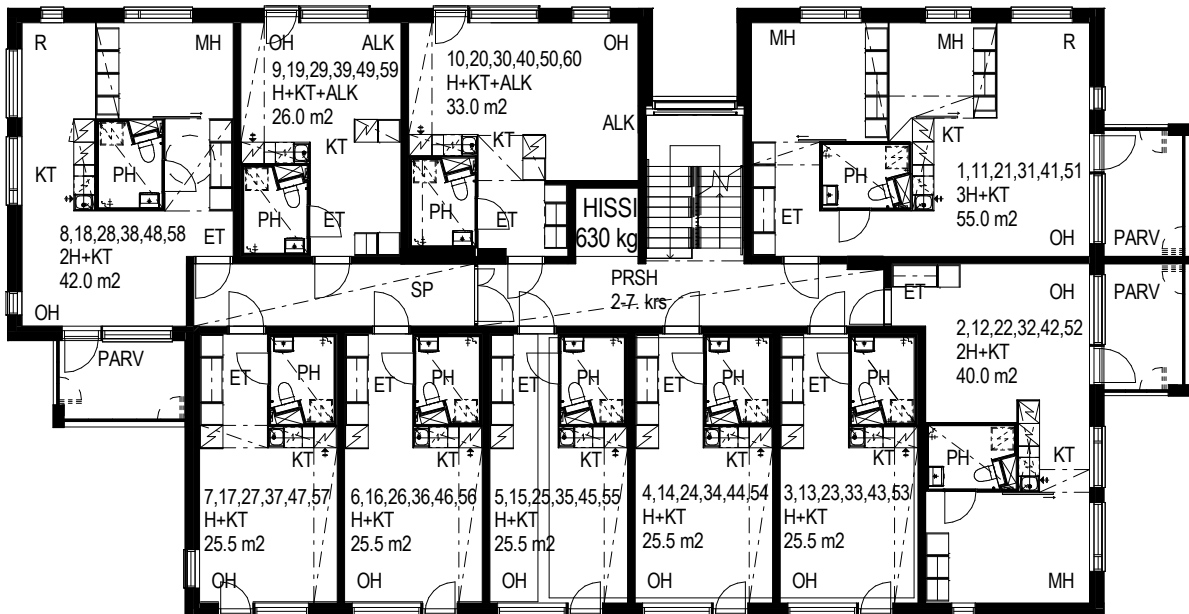 R
MH
OH
ALK
9,19,29,39,49,59
H+KT+ALK
26.0 m2
10,20,30,40,50,60
H+KT+ALK
33.0 m2
OH
MH
MH
R
KT
PH
KT
ALK
KT
1,11,21,31,41,51
3H+KT
55.0 m2
PH
PH
ET
PH
ET
HISSI
630 kg
ET
8,18,28,38,48,58
2H+KT
42.0 m2
ET
OH
PARV
OH
SP
PRSH
2-7. krs
ET
OH
PARV
2,12,22,32,42,52
2H+KT
40.0 m2
PARV
ET
PH
ET
PH
ET
PH
ET
PH
ET
PH
KT
KT
KT
KT
KT
PH
KT
7,17,27,37,47,57
H+KT
25.5 m2
6,16,26,36,46,56
H+KT
25.5 m2
5,15,25,35,45,55
H+KT
25.5 m2
4,14,24,34,44,54
H+KT
25.5 m2
3,13,23,33,43,53
H+KT
25.5 m2
OH
OH
OH
OH
OH
MH